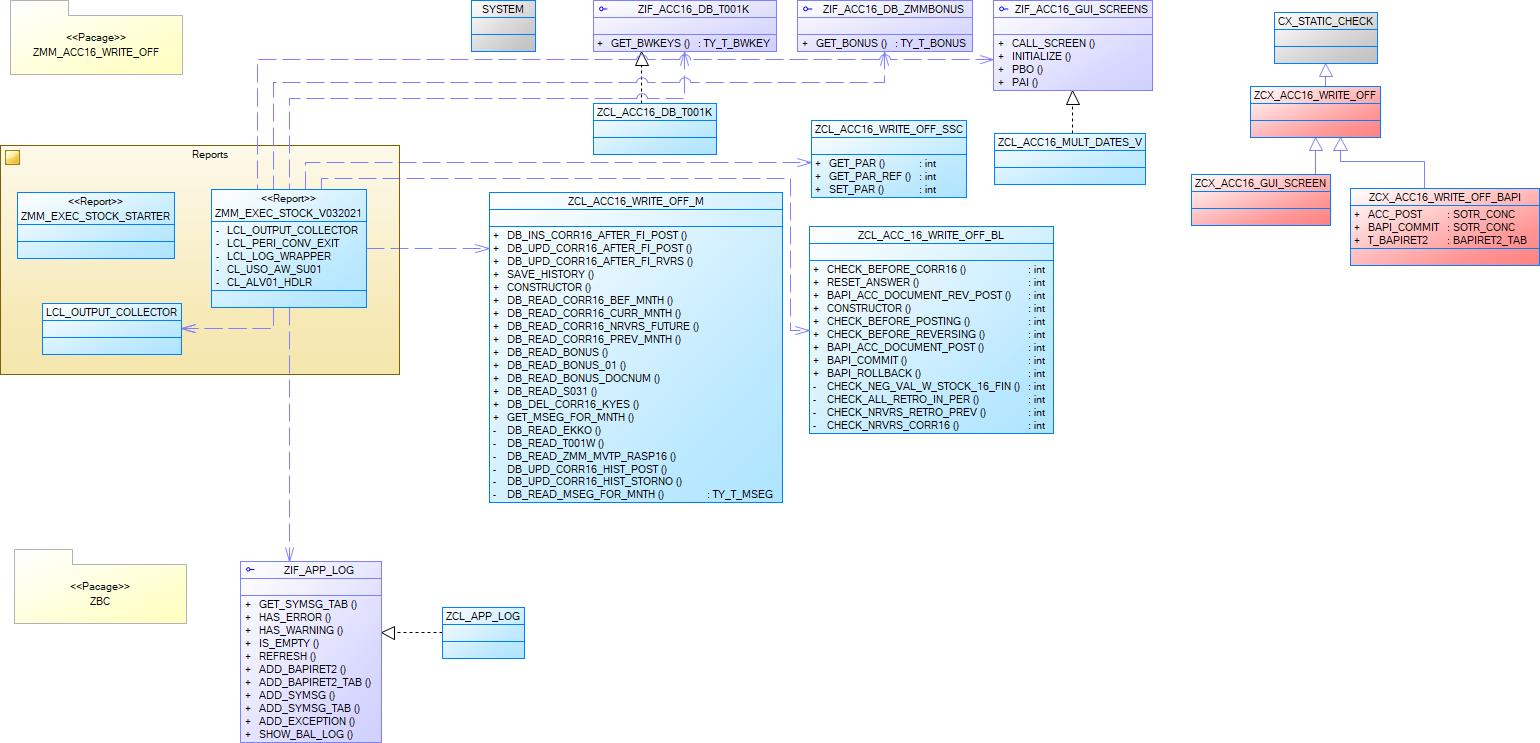 <<Pacage>>
ZMM_ACC16_WRITE_OFF
SYSTEM
ZIF_ACC16_DB_T001K
+ GET_BWKEYS () : TY_T_BWKEY
ZIF_ACC16_DB_ZMMBONUS
+ GET_BONUS () : TY_T_BONUS
ZIF_ACC16_GUI_SCREENS
+ CALL_SCREEN ()
+ INITIALIZE ()
+ PBO ()
+ PAI ()
CX_STATIC_CHECK
ZCX_ACC16_WRITE_OFF
ZCL_ACC16_DB_T001K
ZCL_ACC16_WRITE_OFF_SSC
+ GET_PAR () : int
+ GET_PAR_REF () : int
+ SET_PAR () : int
ZCL_ACC16_MULT_DATES_V
ZCX_ACC16_GUI_SCREEN
ZCX_ACC16_WRITE_OFF_BAPI
+ ACC_POST : SOTR_CONC
+ BAPI_COMMIT : SOTR_CONC
+ T_BAPIRET2 : BAPIRET2_TAB
Reports
<<Report>>
ZMM_EXEC_STOCK_STARTER
<<Report>>
ZMM_EXEC_STOCK_V032021
- LCL_OUTPUT_COLLECTOR
- LCL_PERI_CONV_EXIT
- LCL_LOG_WRAPPER
- CL_USO_AW_SU01
- CL_ALV01_HDLR
LCL_OUTPUT_COLLECTOR
ZCL_ACC16_WRITE_OFF_M
+ DB_INS_CORR16_AFTER_FI_POST ()
+ DB_UPD_CORR16_AFTER_FI_POST ()
+ DB_UPD_CORR16_AFTER_FI_RVRS ()
+ SAVE_HISTORY ()
+ CONSTRUCTOR ()
+ DB_READ_CORR16_BEF_MNTH ()
+ DB_READ_CORR16_CURR_MNTH ()
+ DB_READ_CORR16_NRVRS_FUTURE ()
+ DB_READ_CORR16_PREV_MNTH ()
+ DB_READ_BONUS ()
+ DB_READ_BONUS_01 ()
+ DB_READ_BONUS_DOCNUM ()
+ DB_READ_S031 ()
+ DB_DEL_CORR16_KYES ()
+ GET_MSEG_FOR_MNTH ()
- DB_READ_EKKO ()
- DB_READ_T001W ()
- DB_READ_ZMM_MVTP_RASP16 ()
- DB_UPD_CORR16_HIST_POST ()
- DB_UPD_CORR16_HIST_STORNO ()
- DB_READ_MSEG_FOR_MNTH () : TY_T_MSEG
ZCL_ACC_16_WRITE_OFF_BL
+ CHECK_BEFORE_CORR16 () : int
+ RESET_ANSWER () : int
+ BAPI_ACC_DOCUMENT_REV_POST () : int
+ CONSTRUCTOR () : int
+ CHECK_BEFORE_POSTING () : int
+ CHECK_BEFORE_REVERSING () : int
+ BAPI_ACC_DOCUMENT_POST () : int
+ BAPI_COMMIT () : int
+ BAPI_ROLLBACK () : int
- CHECK_NEG_VAL_W_STOCK_16_FIN () : int
- CHECK_ALL_RETRO_IN_PER () : int
- CHECK_NRVRS_RETRO_PREV () : int
- CHECK_NRVRS_CORR16 () : int
<<Pacage>>
ZBC
ZIF_APP_LOG
+ GET_SYMSG_TAB ()
+ HAS_ERROR ()
+ HAS_WARNING ()
+ IS_EMPTY ()
+ REFRESH ()
+ ADD_BAPIRET2 ()
+ ADD_BAPIRET2_TAB ()
+ ADD_SYMSG ()
+ ADD_SYMSG_TAB ()
+ ADD_EXCEPTION ()
+ SHOW_BAL_LOG ()
ZCL_APP_LOG